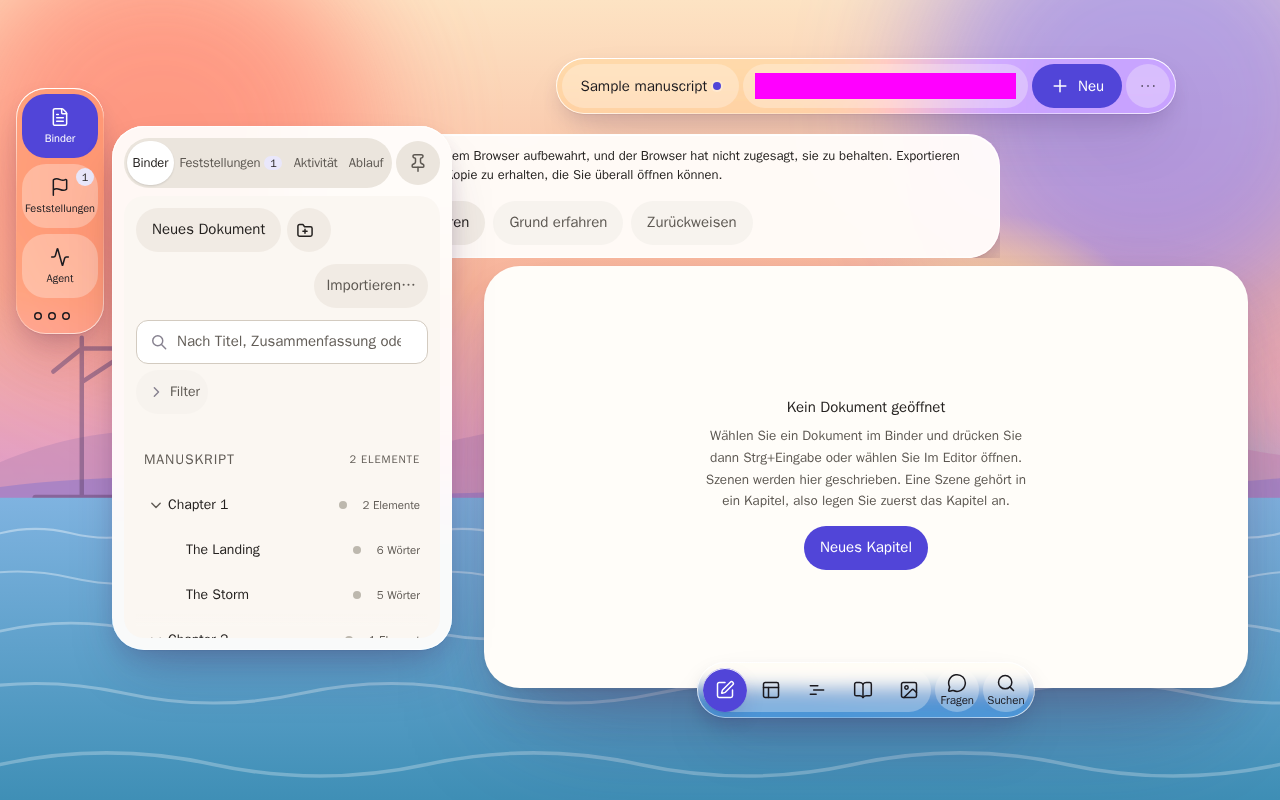 Sample manuscript
Neu
Binder
1
Feststellungen
Agent
Binder Feststellungen 1 Aktivität Ablauf
em Browser aufbewahrt, und der Browser hat nicht zugesagt, sie zu behalten. Exportieren
opie zu erhalten, die Sie überall öffnen können.
ren Grund erfahren Zurückweisen
Neues Dokument
Importieren···
Nach Titel, Zusammenfassung ode
Filter
MANUSKRIPT 2 ELEMENTE
Chapter 1 2 Elemente
The Landing 6 Wörter
The Storm 5 Wörter
Kein Dokument geöffnet
Wählen Sie ein Dokument im Binder und drücken Sie
dann Strg+Eingabe oder wählen Sie Im Editor öffnen.
Szenen werden hier geschrieben. Eine Szene gehört in
ein Kapitel, also legen Sie zuerst das Kapitel an.
Neues Kapitel
Fragen Suchen